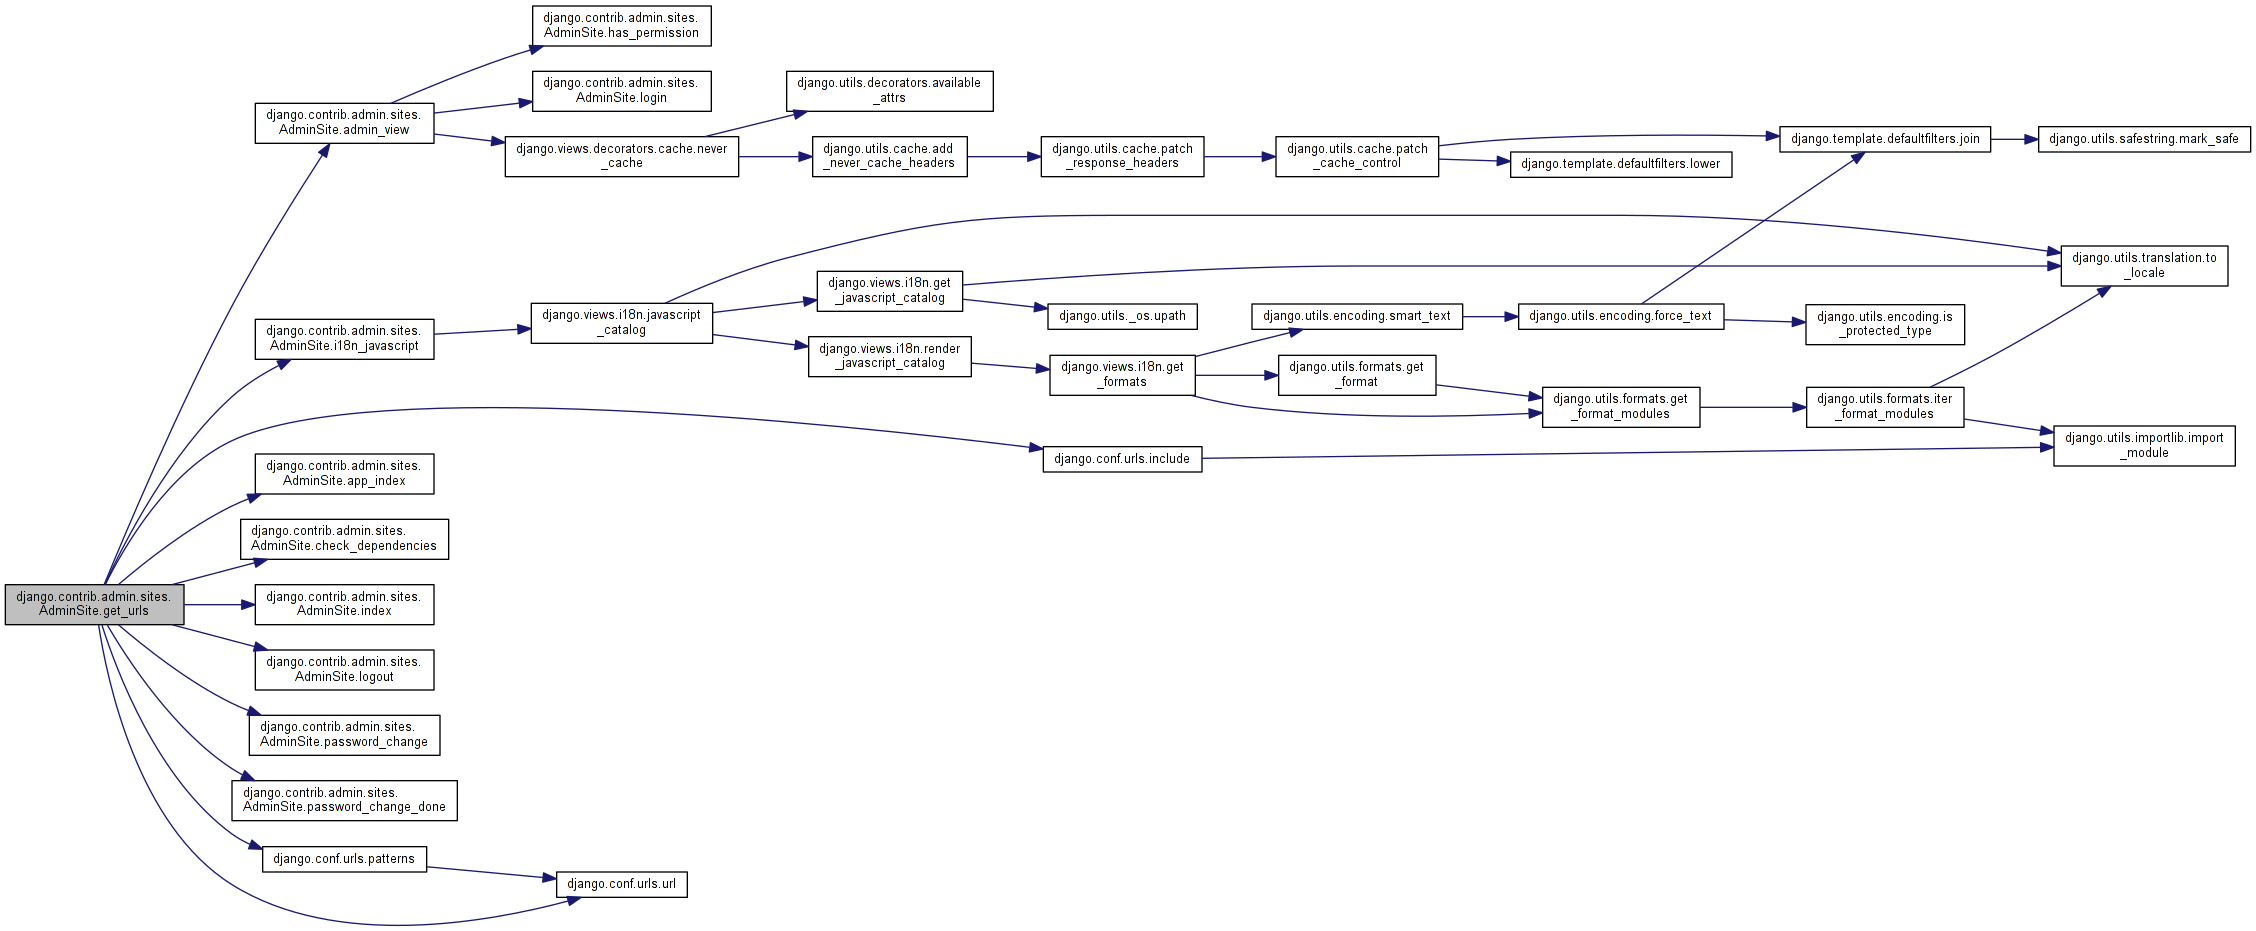 django.contrib.admin.sites.
AdminSite.has_permission
django.contrib.admin.sites.
AdminSite.login
django.utils.decorators.available
_attrs
django.contrib.admin.sites.
AdminSite.admin_view
django.views.decorators.cache.never
_cache
django.utils.cache.add
_never_cache_headers
django.utils.cache.patch
_response_headers
django.utils.cache.patch
_cache_control
django.template.defaultfilters.join
django.utils.safestring.mark_safe
django.template.defaultfilters.lower
django.utils.translation.to
_locale
django.views.i18n.get
_javascript_catalog
django.utils._os.upath
django.views.i18n.javascript
_catalog
django.utils.encoding.smart_text
django.utils.encoding.force_text
django.utils.encoding.is
_protected_type
django.contrib.admin.sites.
AdminSite.i18n_javascript
django.views.i18n.render
_javascript_catalog
django.views.i18n.get
_formats
django.utils.formats.get
_format
django.utils.formats.get
_format_modules
django.utils.formats.iter
_format_modules
django.utils.importlib.import
_module
django.conf.urls.include
django.contrib.admin.sites.
AdminSite.app_index
django.contrib.admin.sites.
AdminSite.check_dependencies
django.contrib.admin.sites.
AdminSite.get_urls
django.contrib.admin.sites.
AdminSite.index
django.contrib.admin.sites.
AdminSite.logout
django.contrib.admin.sites.
AdminSite.password_change
django.contrib.admin.sites.
AdminSite.password_change_done
django.conf.urls.patterns
django.conf.urls.url